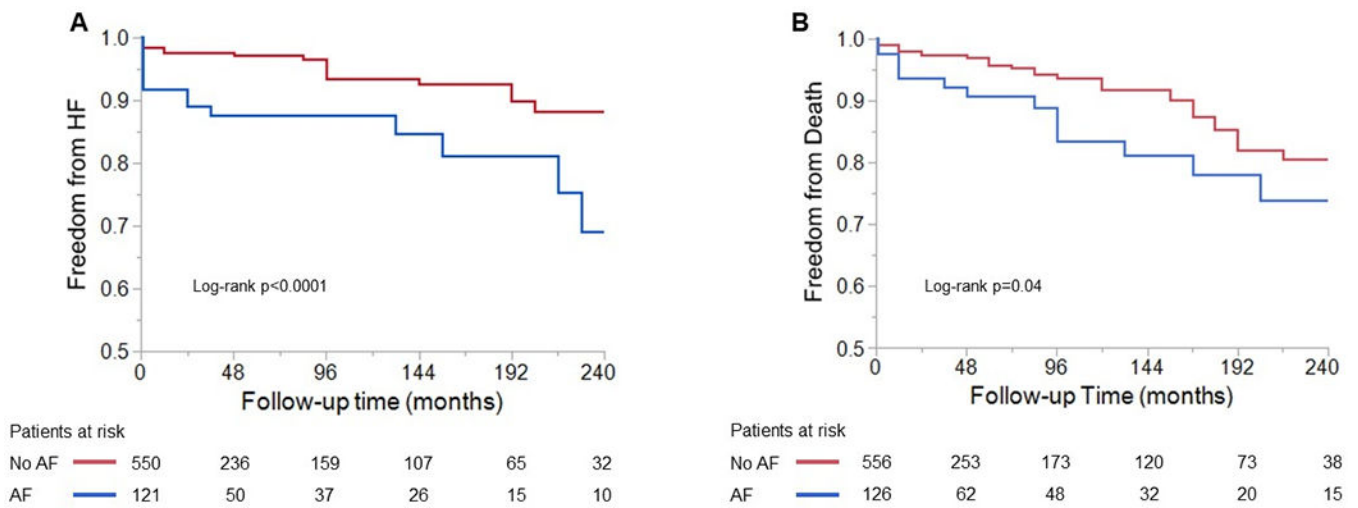 A
Freedom from HF
1.0
0.9
0.8
0.7
0.6
0.5
Log-rank p<0.0001
0 48 96 144 192 240
Follow-up time (months)
Patients at risk
No AF 550 236 159 107 65 32
AF 121 50 37 26 15 10
B
Freedom from Death
1.0
0.9
0.8
0.7
0.6
0.5
Log-rank p=0.04
0 48 96 144 192 240
Follow-up Time (months)
Patients at risk
No AF 556 253 173 120 73 38
AF 126 62 48 32 20 15